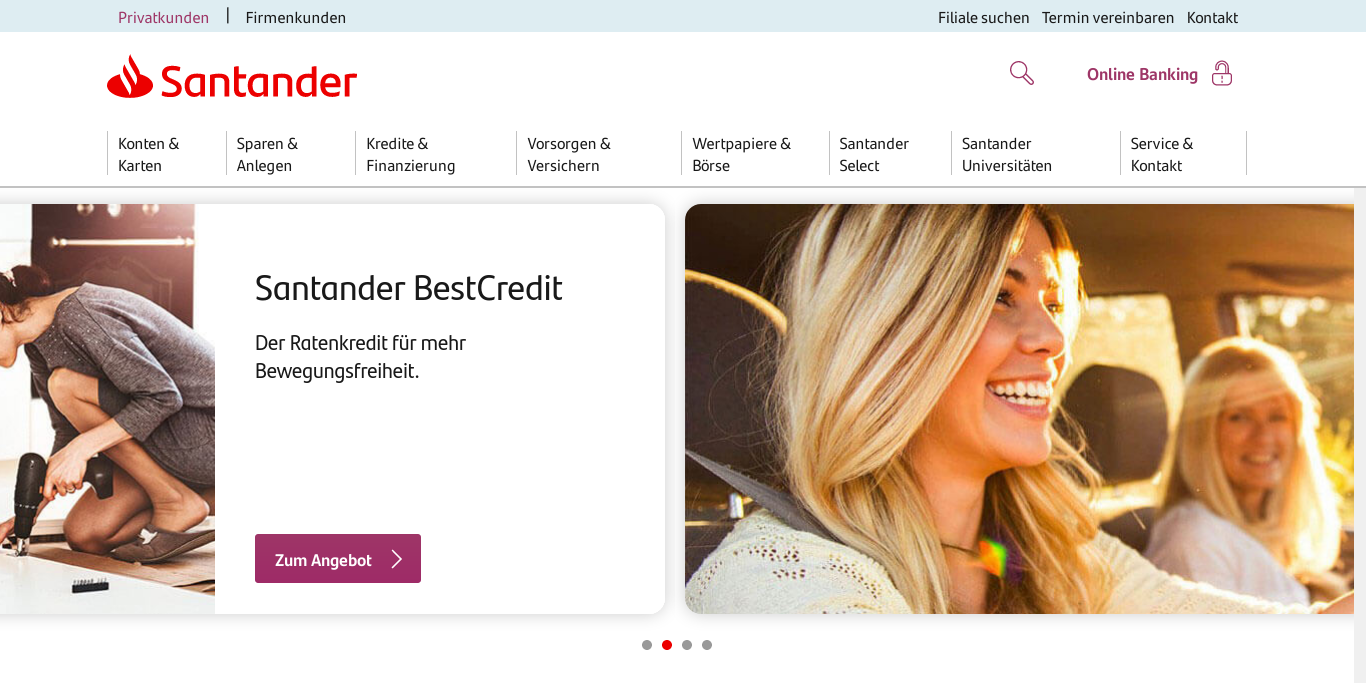 Privatkunden | Firmenkunden
Filiale suchen Termin vereinbaren Kontakt
Santander
Online Banking
Konten &
Karten
Sparen &
Anlegen
Kredite &
Finanzierung
Vorsorgen &
Versichern
Wertpapiere &
Börse
Santander
Select
Santander
Universitäten
Service &
Kontakt
Santander BestCredit
Der Ratenkredit für mehr
Bewegungsfreiheit.
Zum Angebot